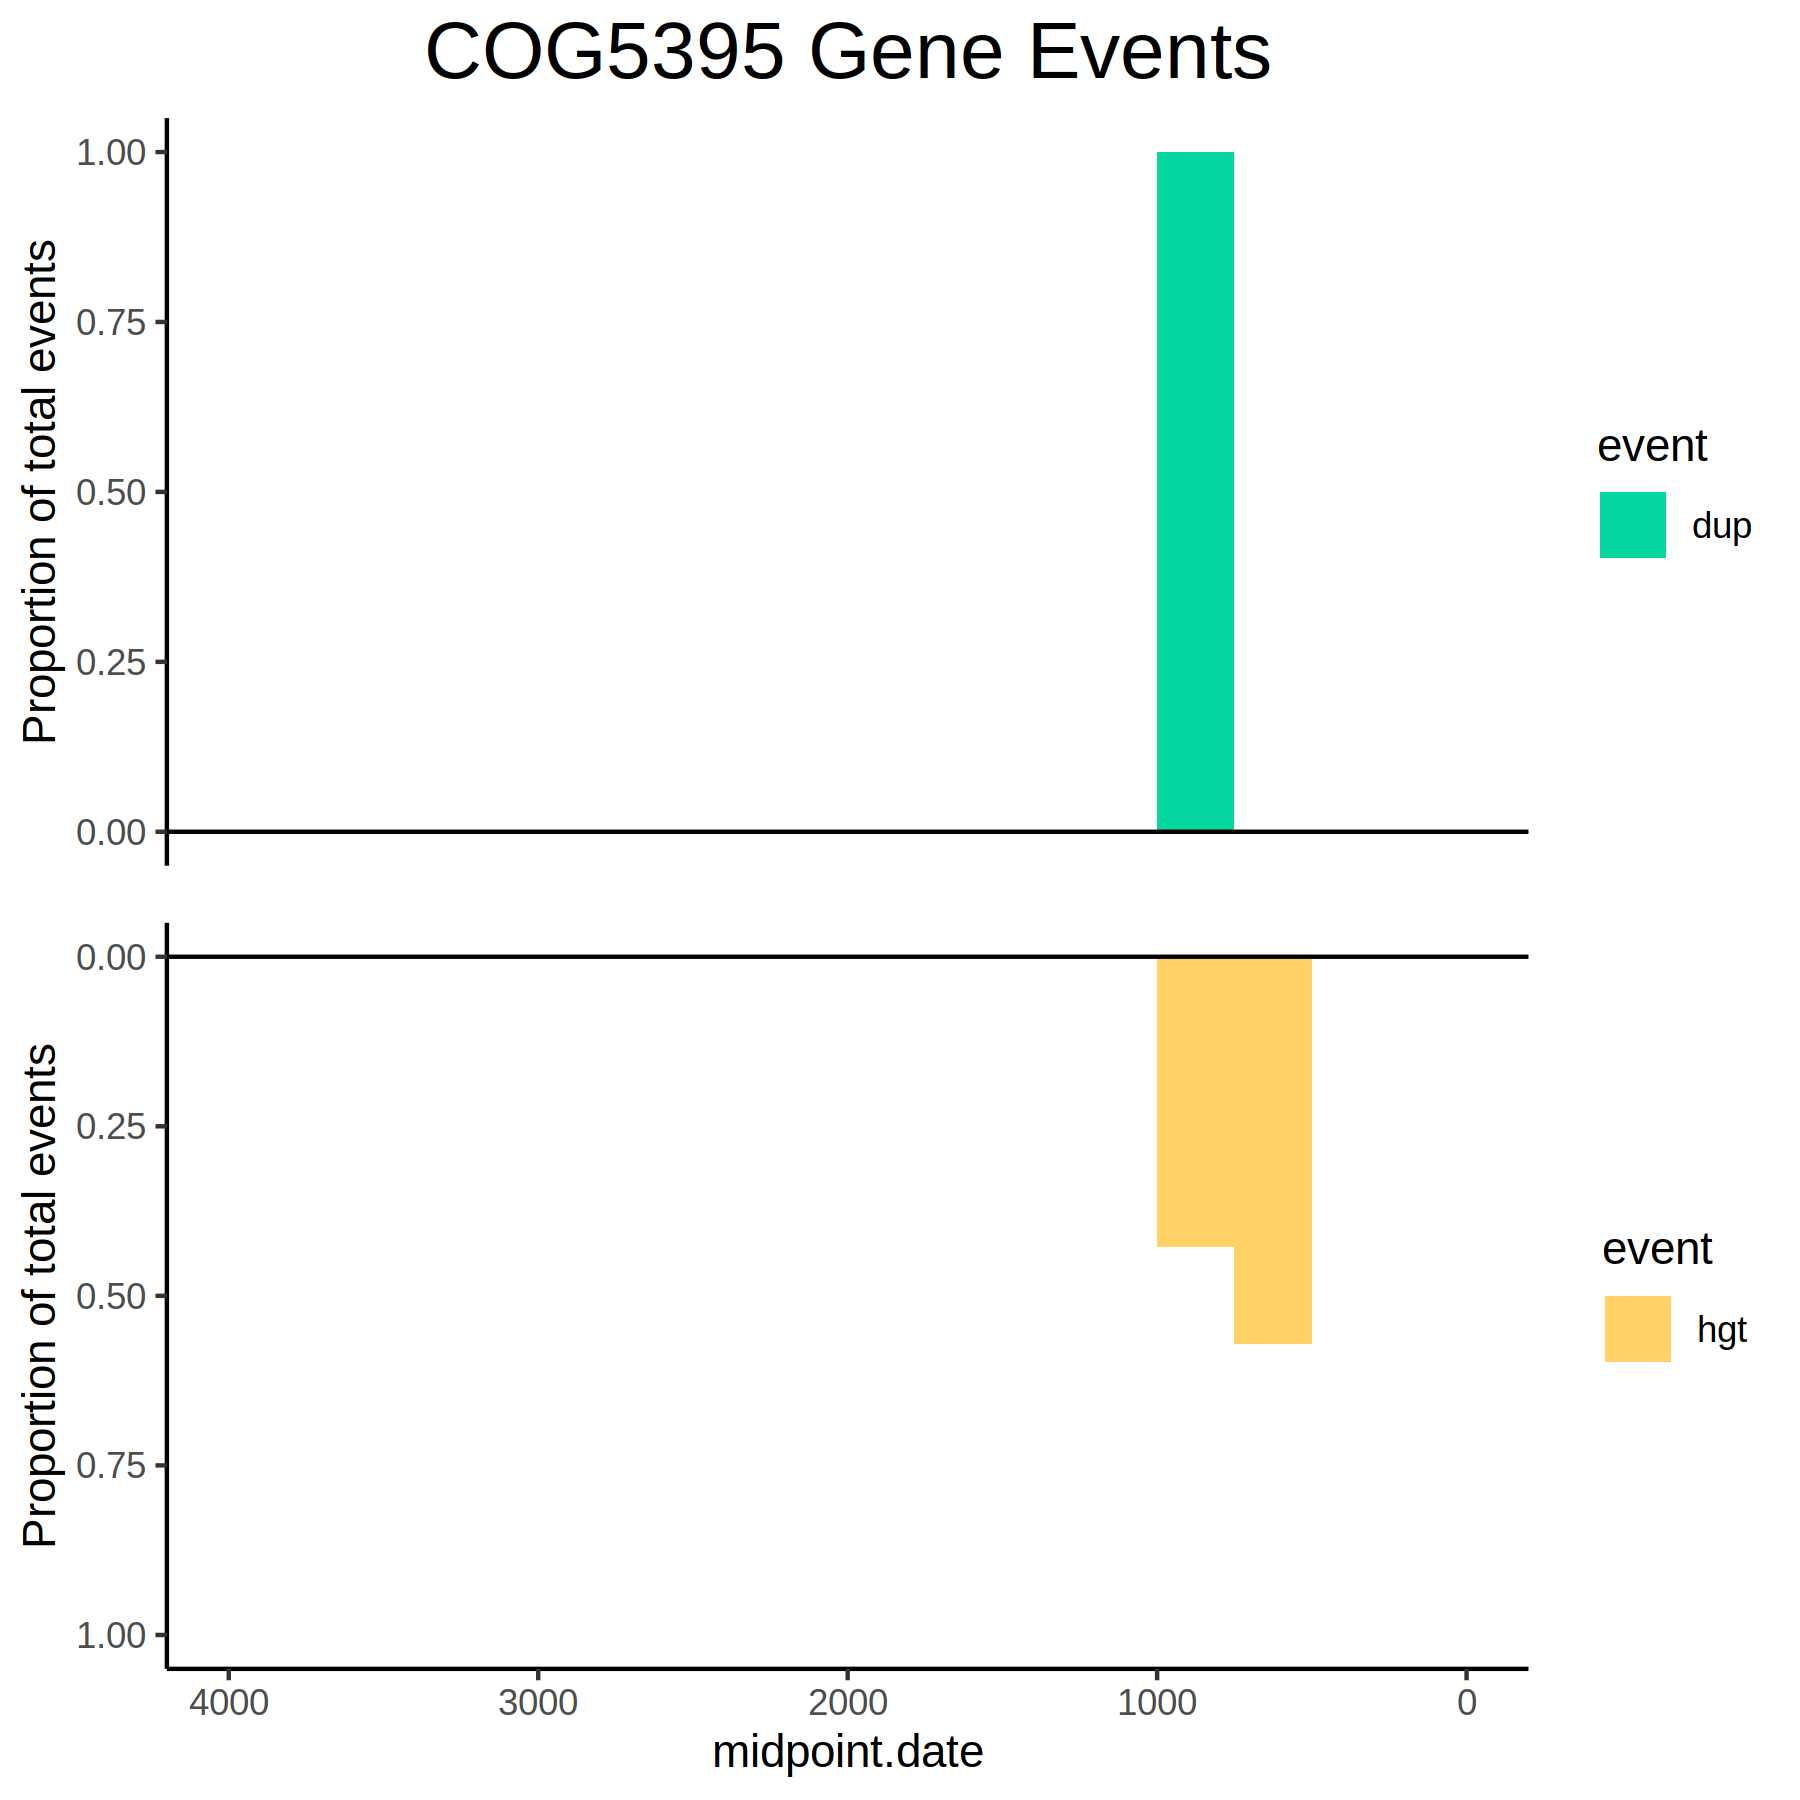 COG5395 Gene Events
Proportion of total events
1.00
0.75
0.50
0.25
0.00
event
dup
Proportion of total events
0.00
0.25
0.50
0.75
1.00
event
hgt
4000 3000 2000 1000 0
midpoint.date